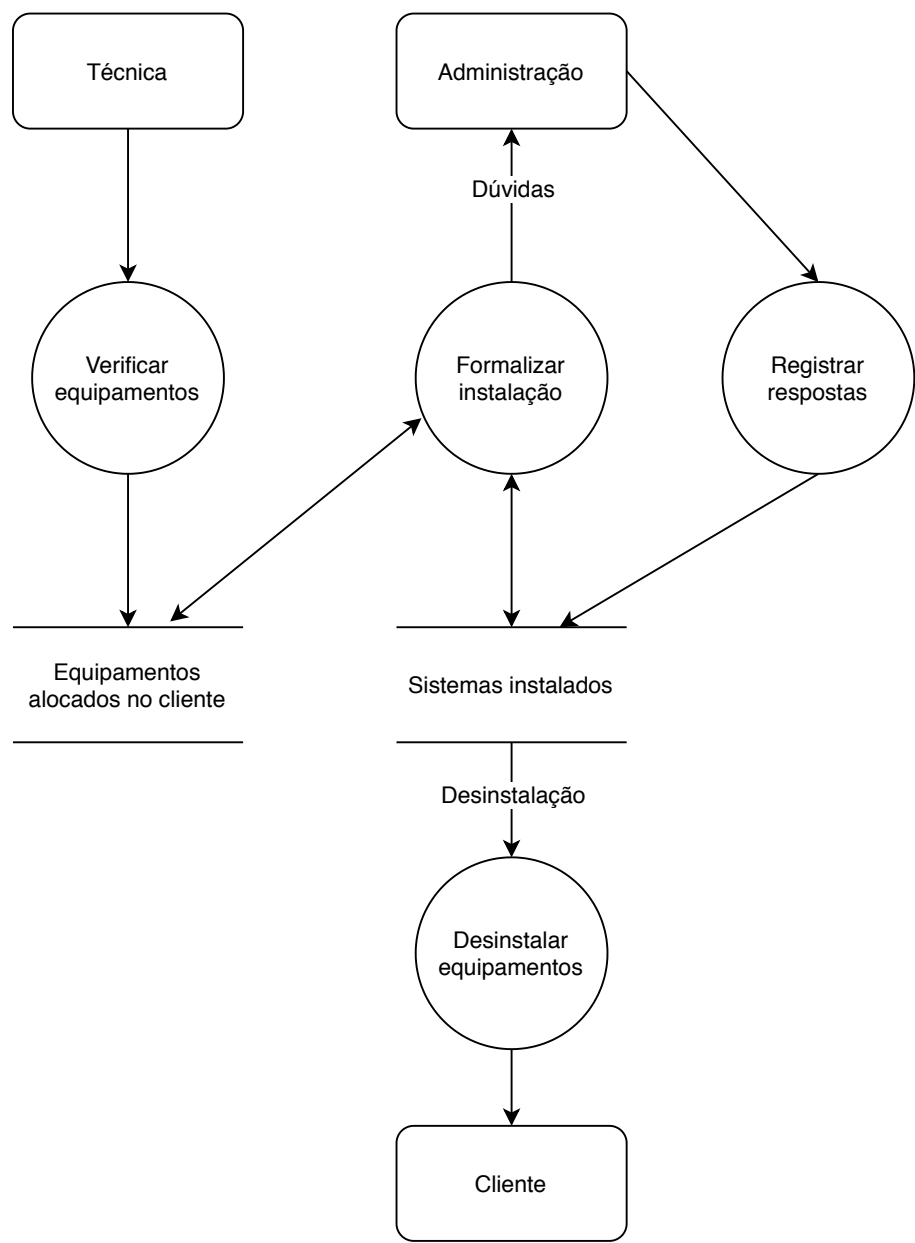 Técnica
Administração
Dúvidas
Verificar
equipamentos
Formalizar
instalação
Registrar
respostas
Equipamentos
alocados no cliente
Sistemas instalados
Desinstalação
Desinstalar
equipamentos
Cliente